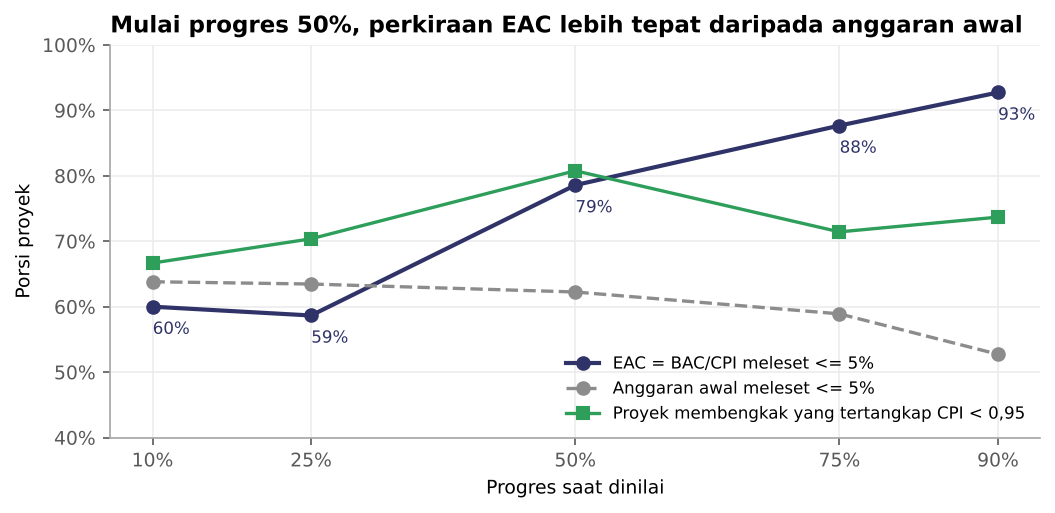 Mulai progres 50%, perkiraan EAC lebih tepat daripada anggaran awal
100%
90%
80%
70%
60%
50%
40%
Porsi proyek
60%
59%
79%
88%
93%
EAC = BAC/CPI meleset <= 5%
Anggaran awal meleset <= 5%
Proyek membengkak yang tertangkap CPI < 0,95
10%
25%
50%
75%
90%
Progres saat dinilai